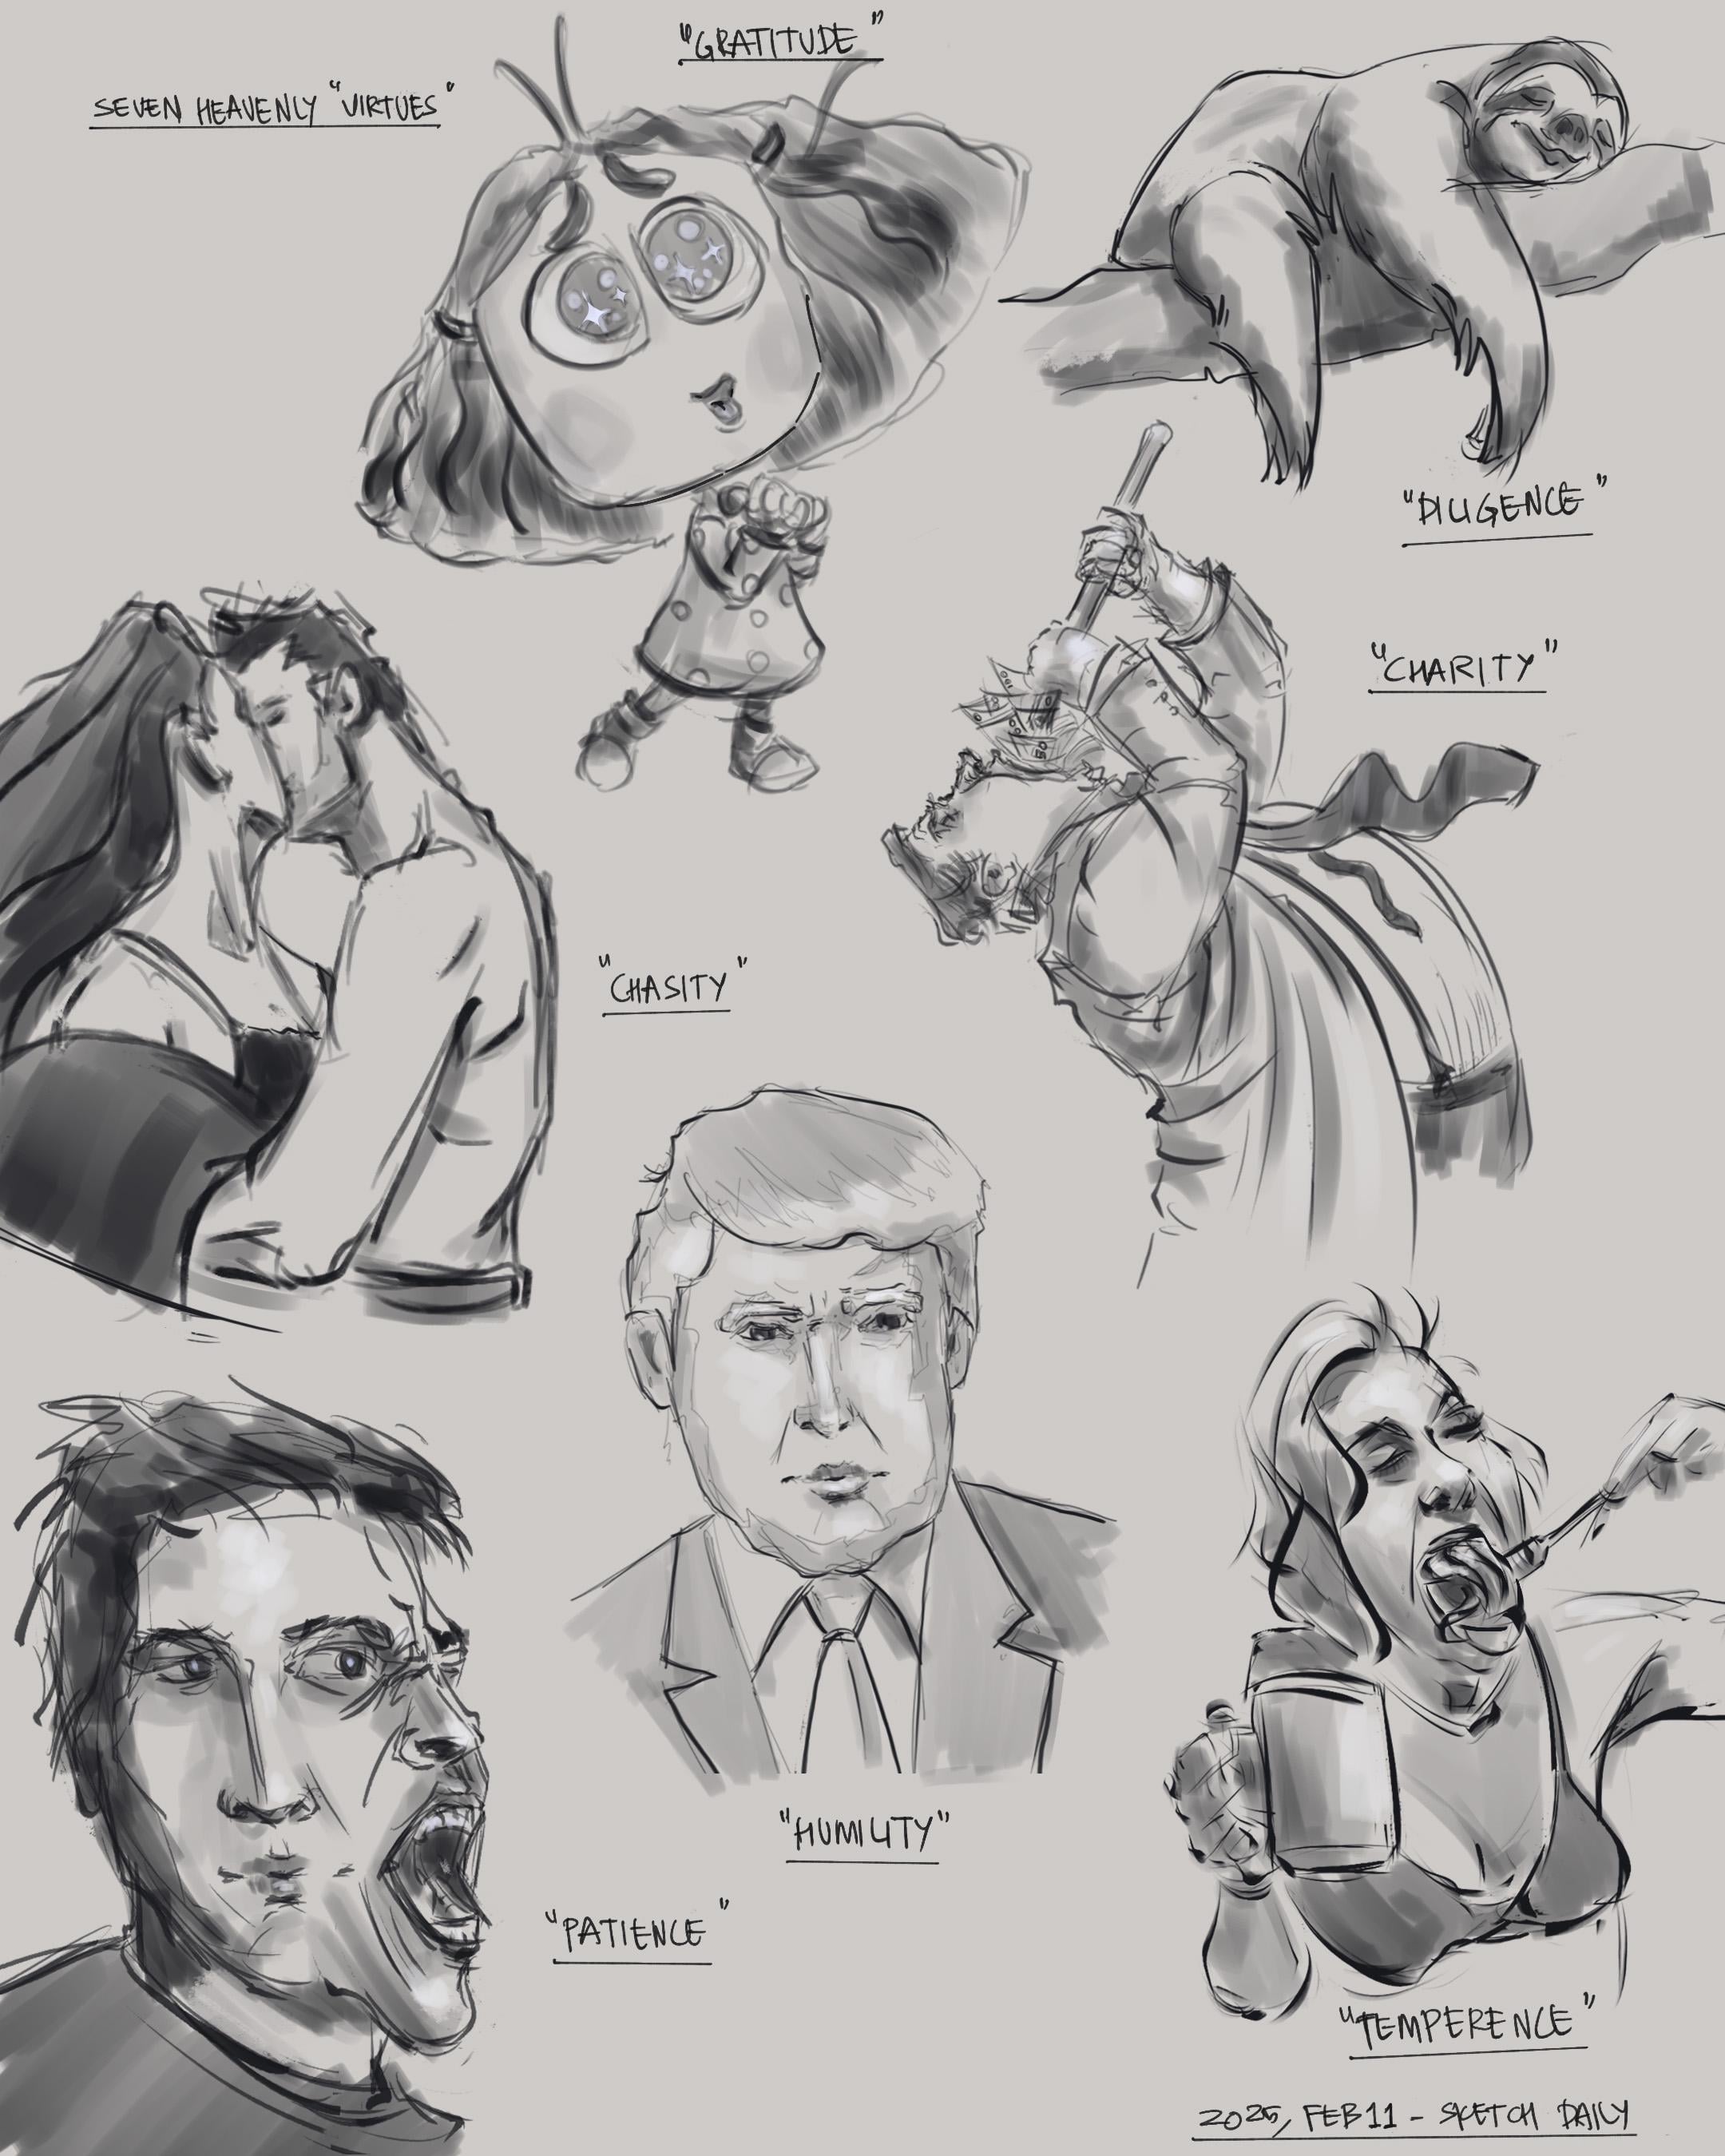 "GRATITUDE"
SEVEN HEAVENLY "VIRTUES"
"DILIGENCE"
"CHARITY"
"CHASITY"
"HUMILITY"
"PATIENCE"
"TEMPERENCE"
2025, FEB 11 - SKETCH DAILY